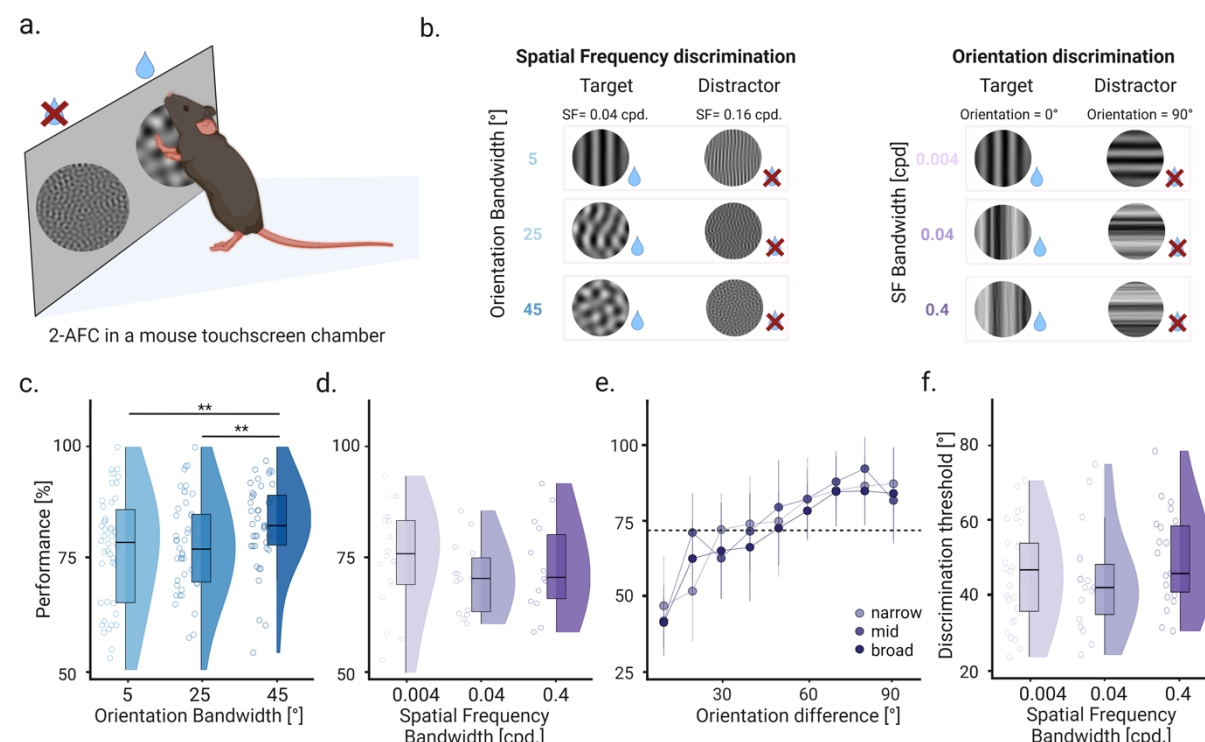 a.
2-AFC in a mouse touchscreen chamber
b.
Spatial Frequency discrimination
Target Distractor
SF= 0.04 cpd. SF= 0.16 cpd.
Orientation Bandwidth [°]
5
25
45
Orientation discrimination
Target Distractor
Orientation = 0° Orientation = 90°
SF Bandwidth [cpd]
0.004
0.04
0.4
c.
Performance [%]
100
75
50
**
**
5 25 45
Orientation Bandwidth [°]
d.
100
75
50
0.004 0.04 0.4
Spatial Frequency
Bandwidth [cpd.]
e.
100
75
50
25
narrow
mid
broad
30 60 90
Orientation difference [°]
f.
Discrimination threshold [°]
80
60
40
20
0.004 0.04 0.4
Spatial Frequency
Bandwidth [cpd.]